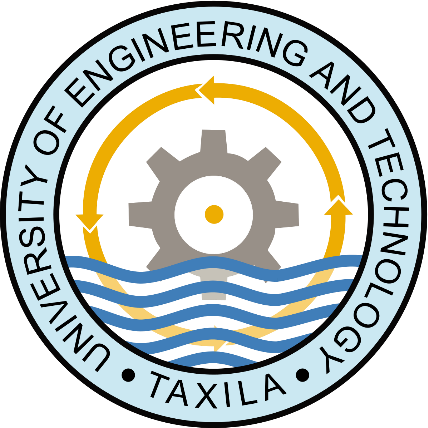 UNIVERSITY OF ENGINEERING AND TECHNOLOGY
• TAXILA •